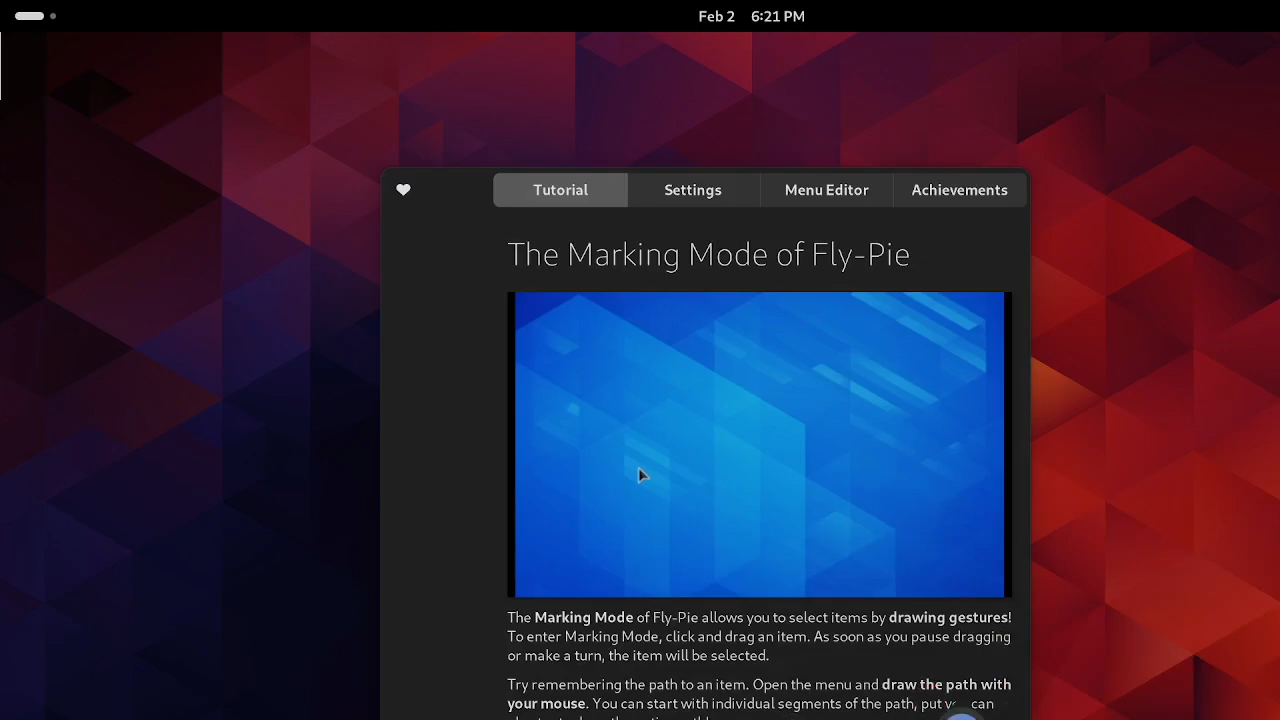 Feb 2 6:21 PM
Tutorial Settings Menu Editor Achievements
The Marking Mode of Fly-Pie
The Marking Mode of Fly-Pie allows you to select items by drawing gestures!
To enter Marking Mode, click and drag an item. As soon as you pause dragging
or make a turn, the item will be selected.
Try remembering the path to an item. Open the menu and draw the path with
your mouse. You can start with individual segments of the path, put can